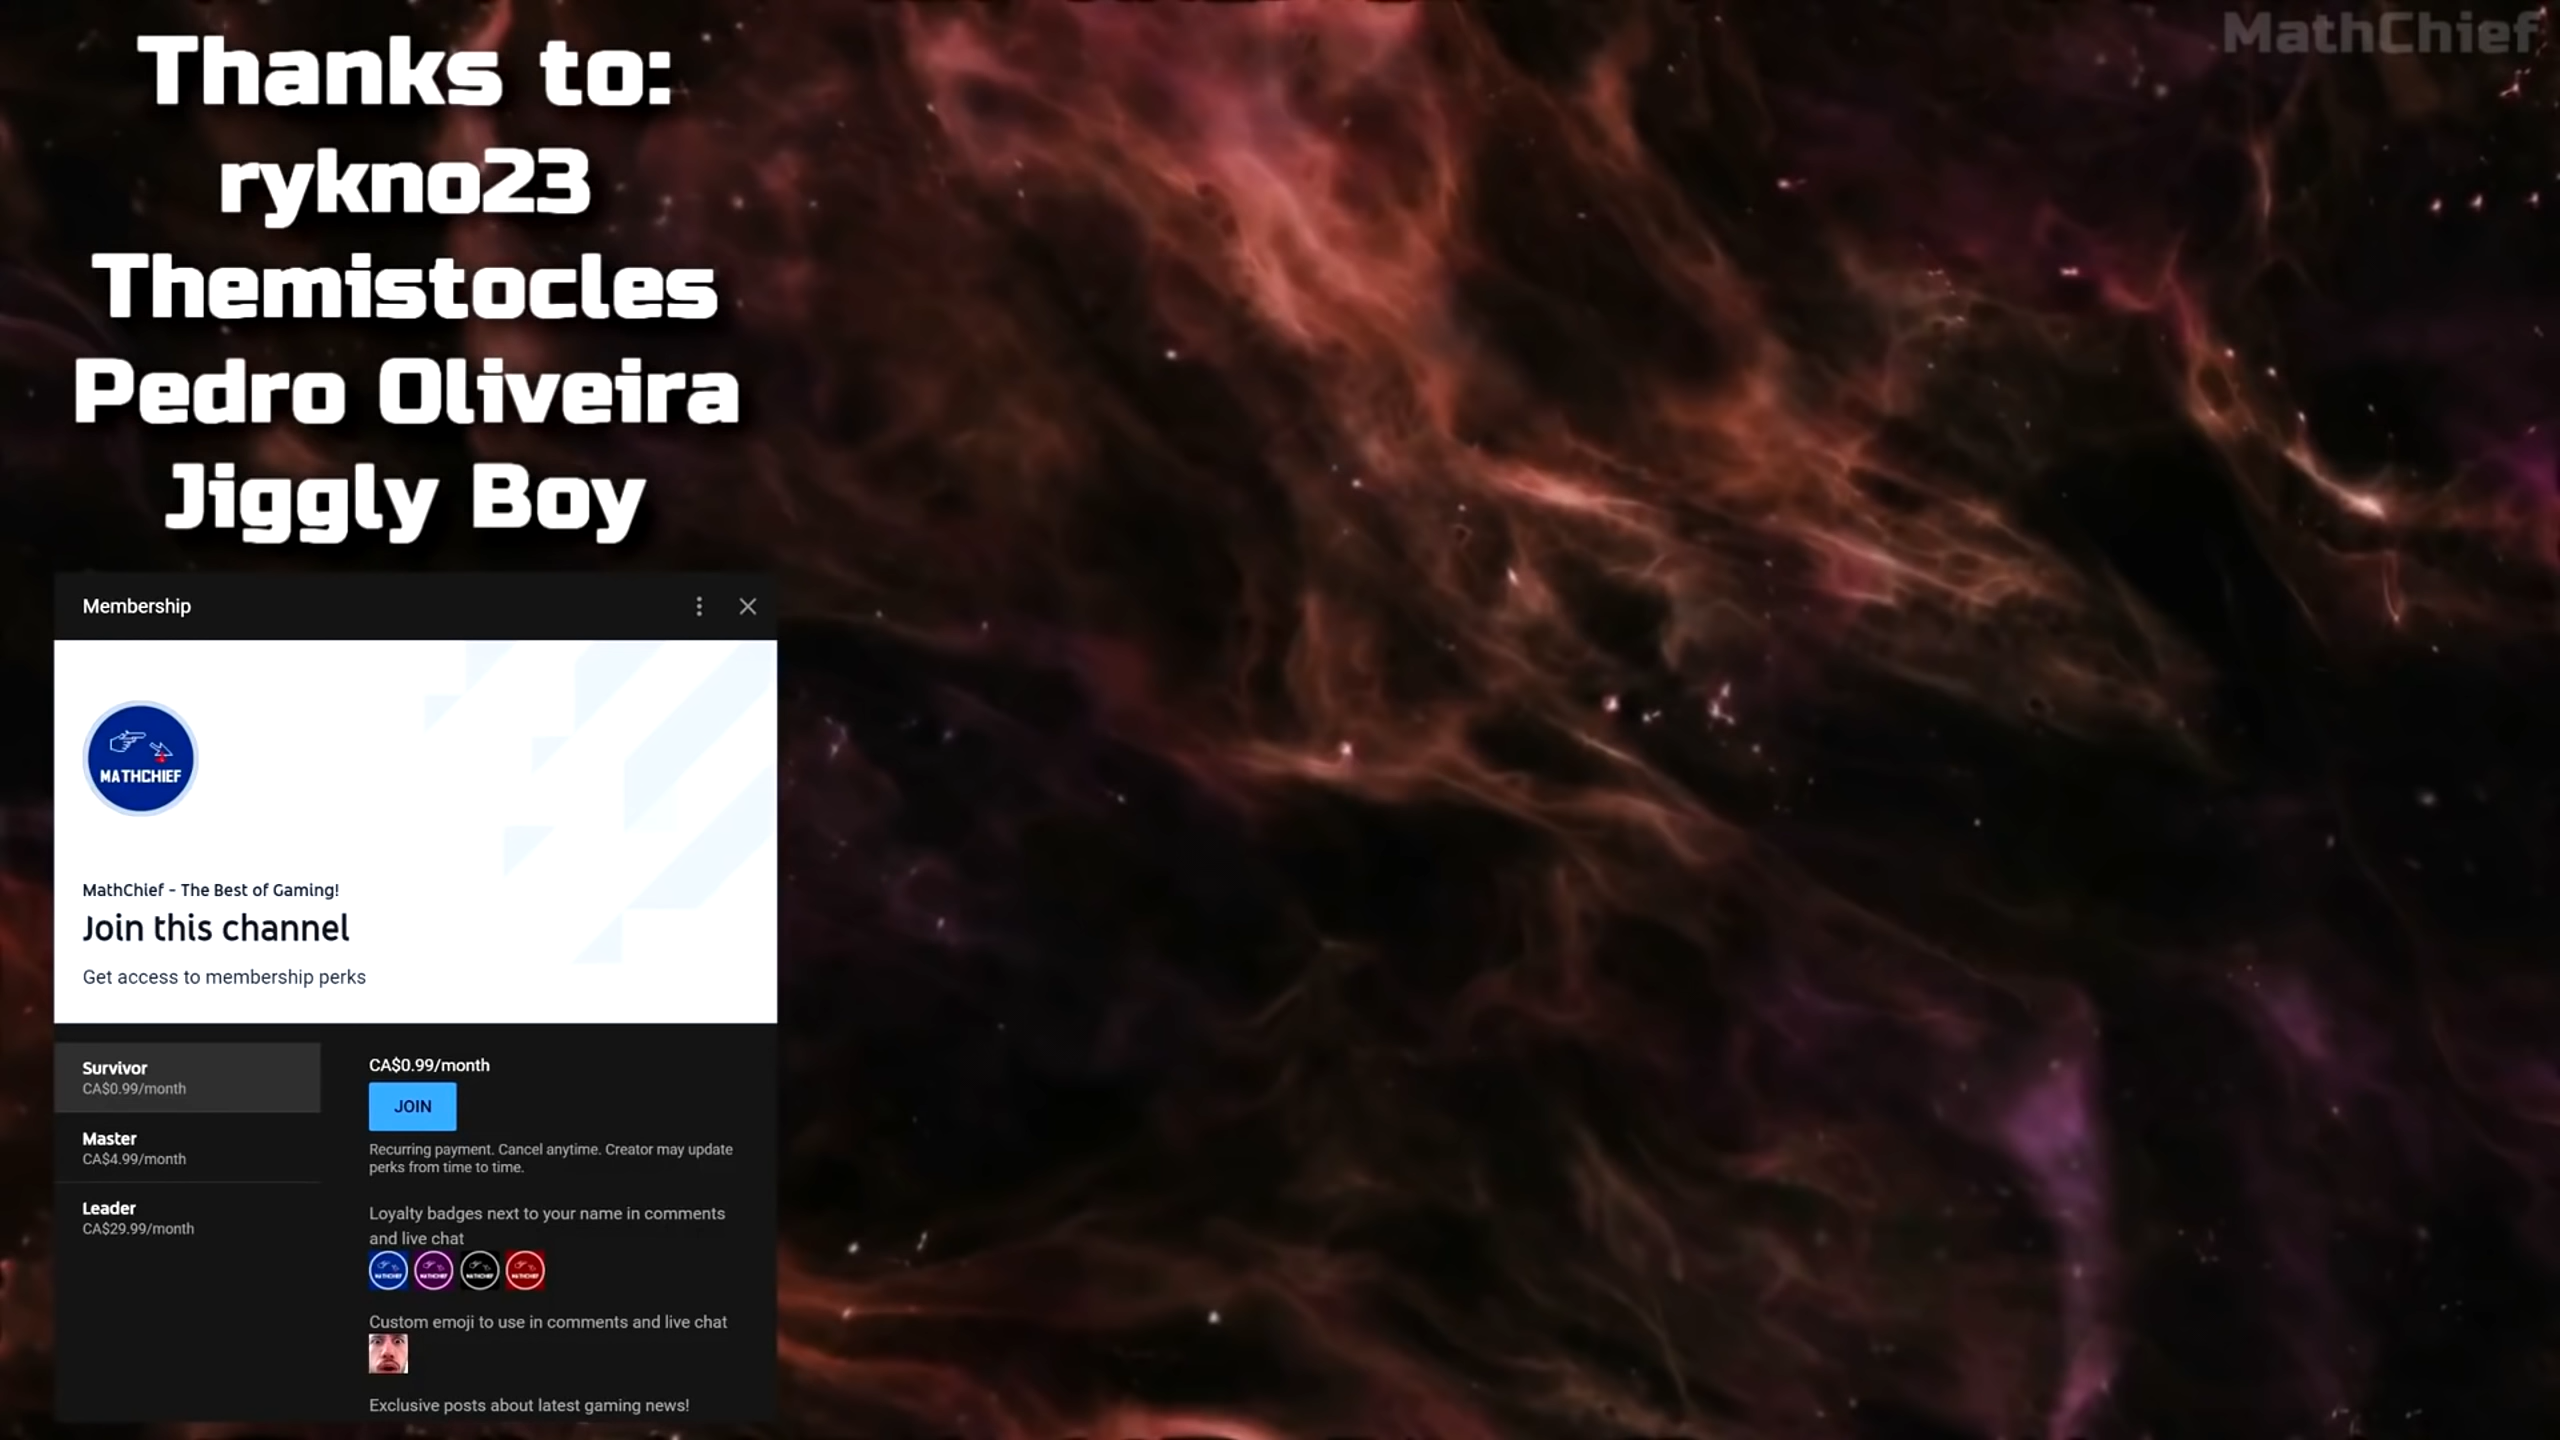 MathChief
Thanks to:
rykno23
Themistocles
Pedro Oliveira
Jiggly Boy
Membership
MATHCHIEF
MathChief - The Best of Gaming!
Join this channel
Get access to membership perks
Survivor
CA$0.99/month
Master
CA$4.99/month
Leader
CA$29.99/month
CA$0.99/month
JOIN
Recurring payment. Cancel anytime. Creator may update
perks from time to time.
Loyalty badges next to your name in comments
and live chat
MATHCHIEF MATHCHIEF MATHCHIEF MATHCHIEF
Custom emoji to use in comments and live chat
Exclusive posts about latest gaming news!